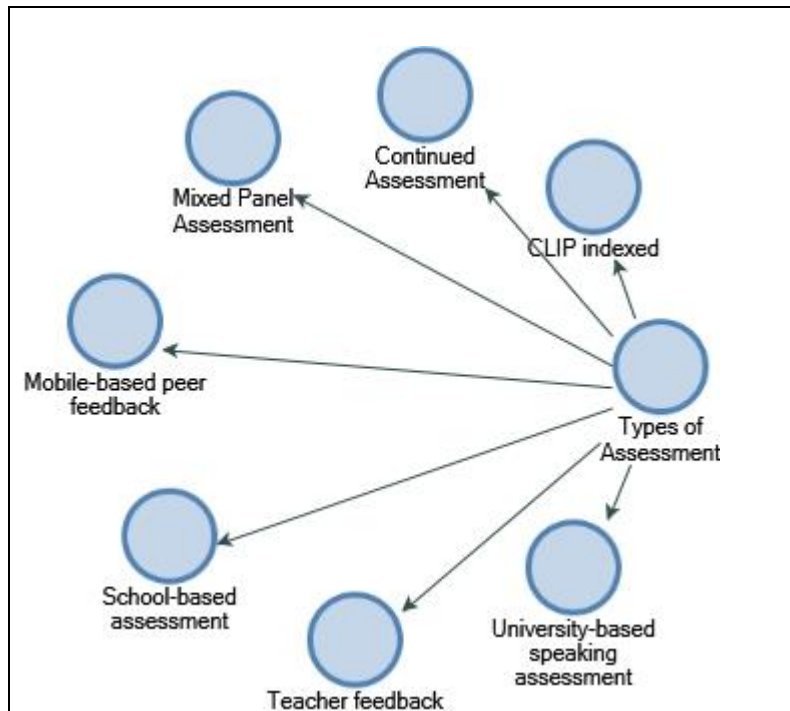 Continued
Assessment
Mixed Panel
Assessment
CLIP indexed
Mobile-based peer
feedback
Types of
Assessment
School-based
assessment
University-based
speaking
assessment
Teacher feedback